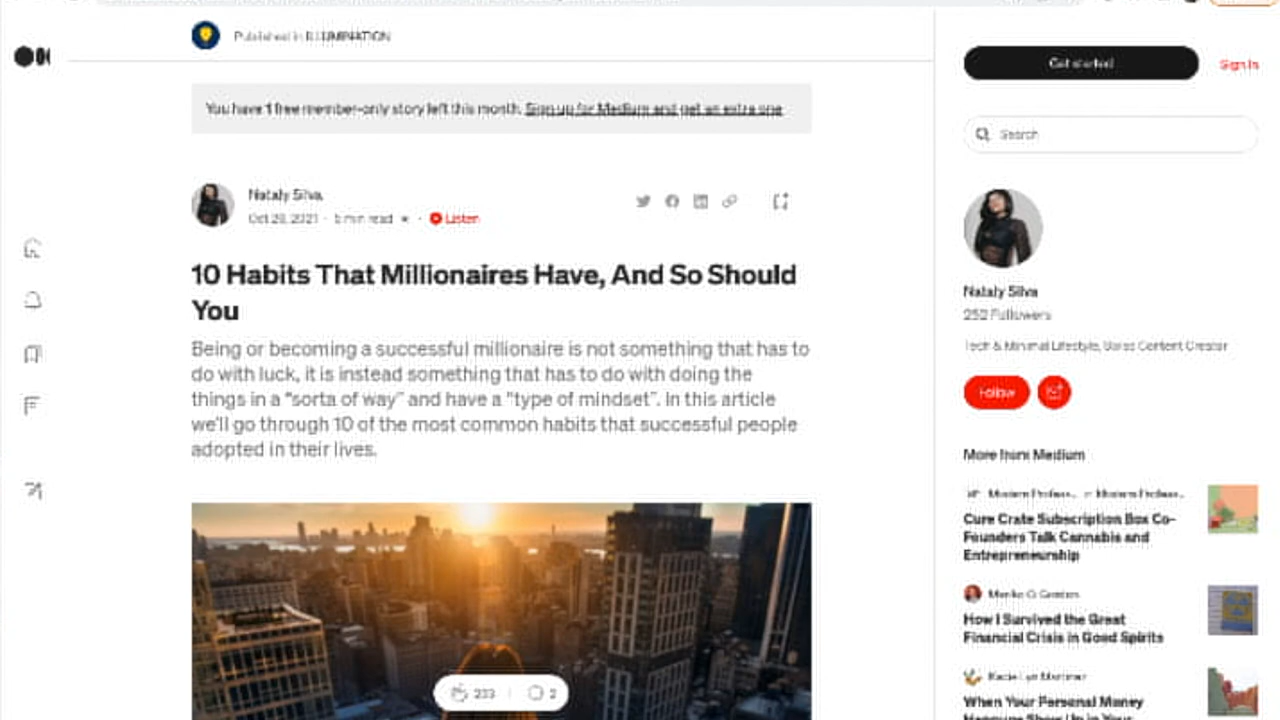 Published in ILLUMINATION
Get started
Sign In
You have 1 free member-only story left this month. Sign up for Medium and get an extra one
Search
Nataly Silva
Oct 28, 2021 · 5 min read
Listen
10 Habits That Millionaires Have, And So Should
You
Being or becoming a successful millionaire is not something that has to
do with luck, it is instead something that has to do with doing the
things in a “sorta of way” and have a “type of mindset”. In this article
we'll go through 10 of the most common habits that successful people
adopted in their lives.
233
2
Nataly Silva
252 Followers
Tech & Minimal Lifestyle, Swiss Content Creator
Follow
More from Medium
in
Cure Crate Subscription Box Co-
Founders Talk Cannabis and
Entrepreneurship
How I Survived the Great
Financial Crisis in Good Spirits
When Your Personal Money